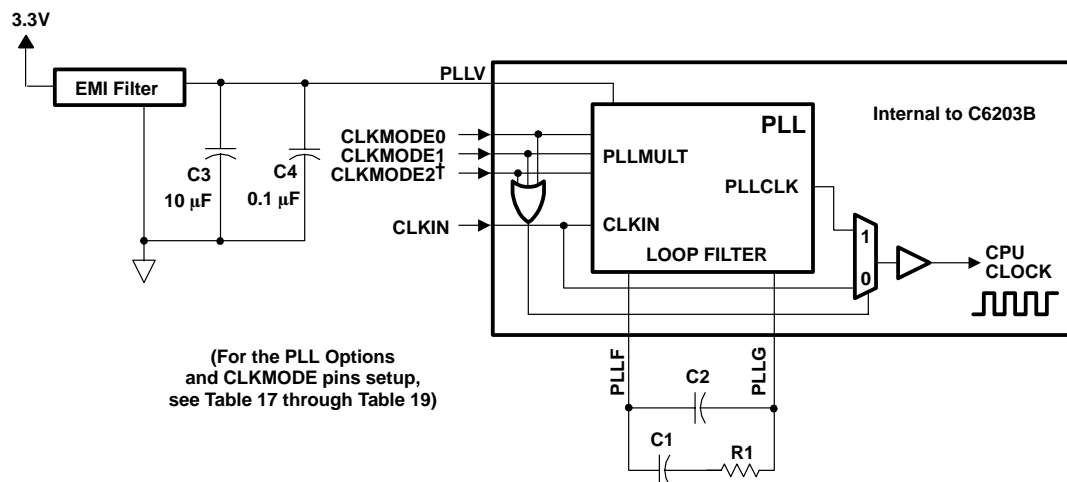 3.3V
EMI Filter
PLLV
C3
10 μF
C4
0.1 μF
CLKMODE0
CLKMODE1
CLKMODE2†
CLKIN
PLL
PLLMULT
PLLCLK
CLKIN
LOOP FILTER
Internal to C6203B
1
0
CPU
CLOCK
(For the PLL Options
and CLKMODE pins setup,
see Table 17 through Table 19)
PLLF
PLLG
C2
C1
R1